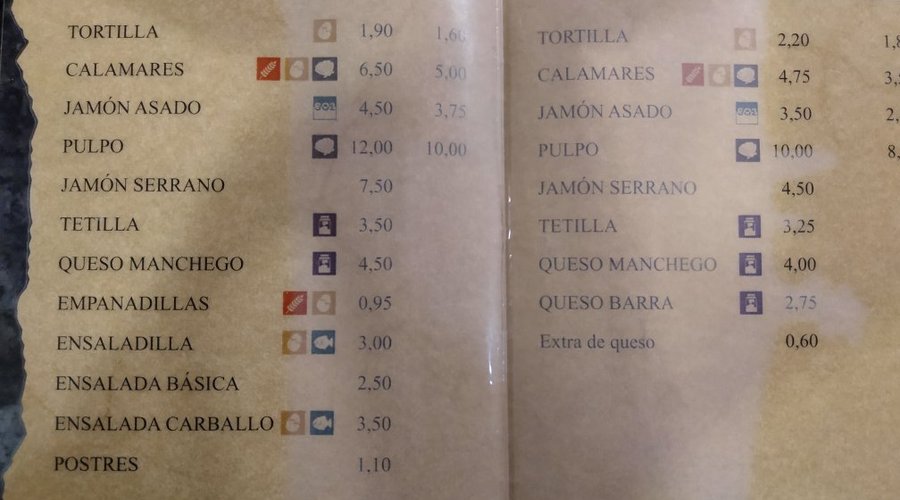 TORTILLA 1,90 1,60
CALAMARES 6,50 5,00
JAMÓN ASADO SO2 4,50 3,75
PULPO 12,00 10,00
JAMÓN SERRANO 7,50
TETILLA 3,50
QUESO MANCHEGO 4,50
EMPANADILLAS 0,95
ENSALADILLA 3,00
ENSALADA BÁSICA 2,50
ENSALADA CARBALLO 3,50
POSTRES 1,10
TORTILLA 2,20
CALAMARES 4,75
JAMÓN ASADO SO2 3,50
PULPO 10,00
JAMÓN SERRANO 4,50
TETILLA 3,25
QUESO MANCHEGO 4,00
QUESO BARRA 2,75
Extra de queso 0,60